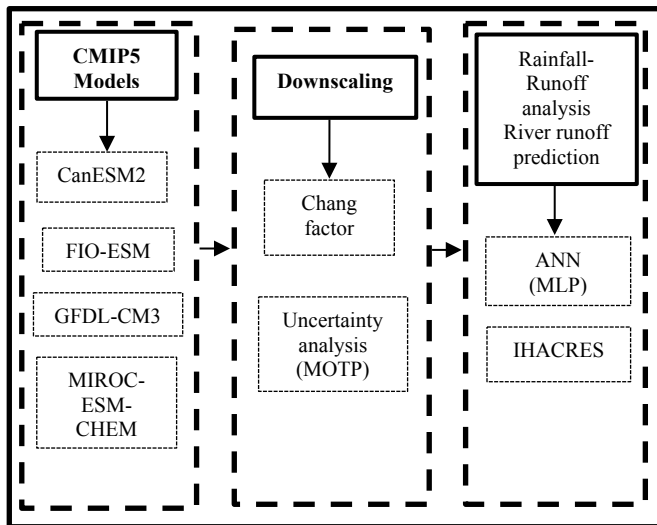 CMIP5
Models
CanESM2
FIO-ESM
GFDL-CM3
MIROC-
ESM-
CHEM
Downscaling
Chang
factor
Uncertainty
analysis
(MOTP)
Rainfall-
Runoff
analysis
River runoff
prediction
ANN
(MLP)
IHACRES